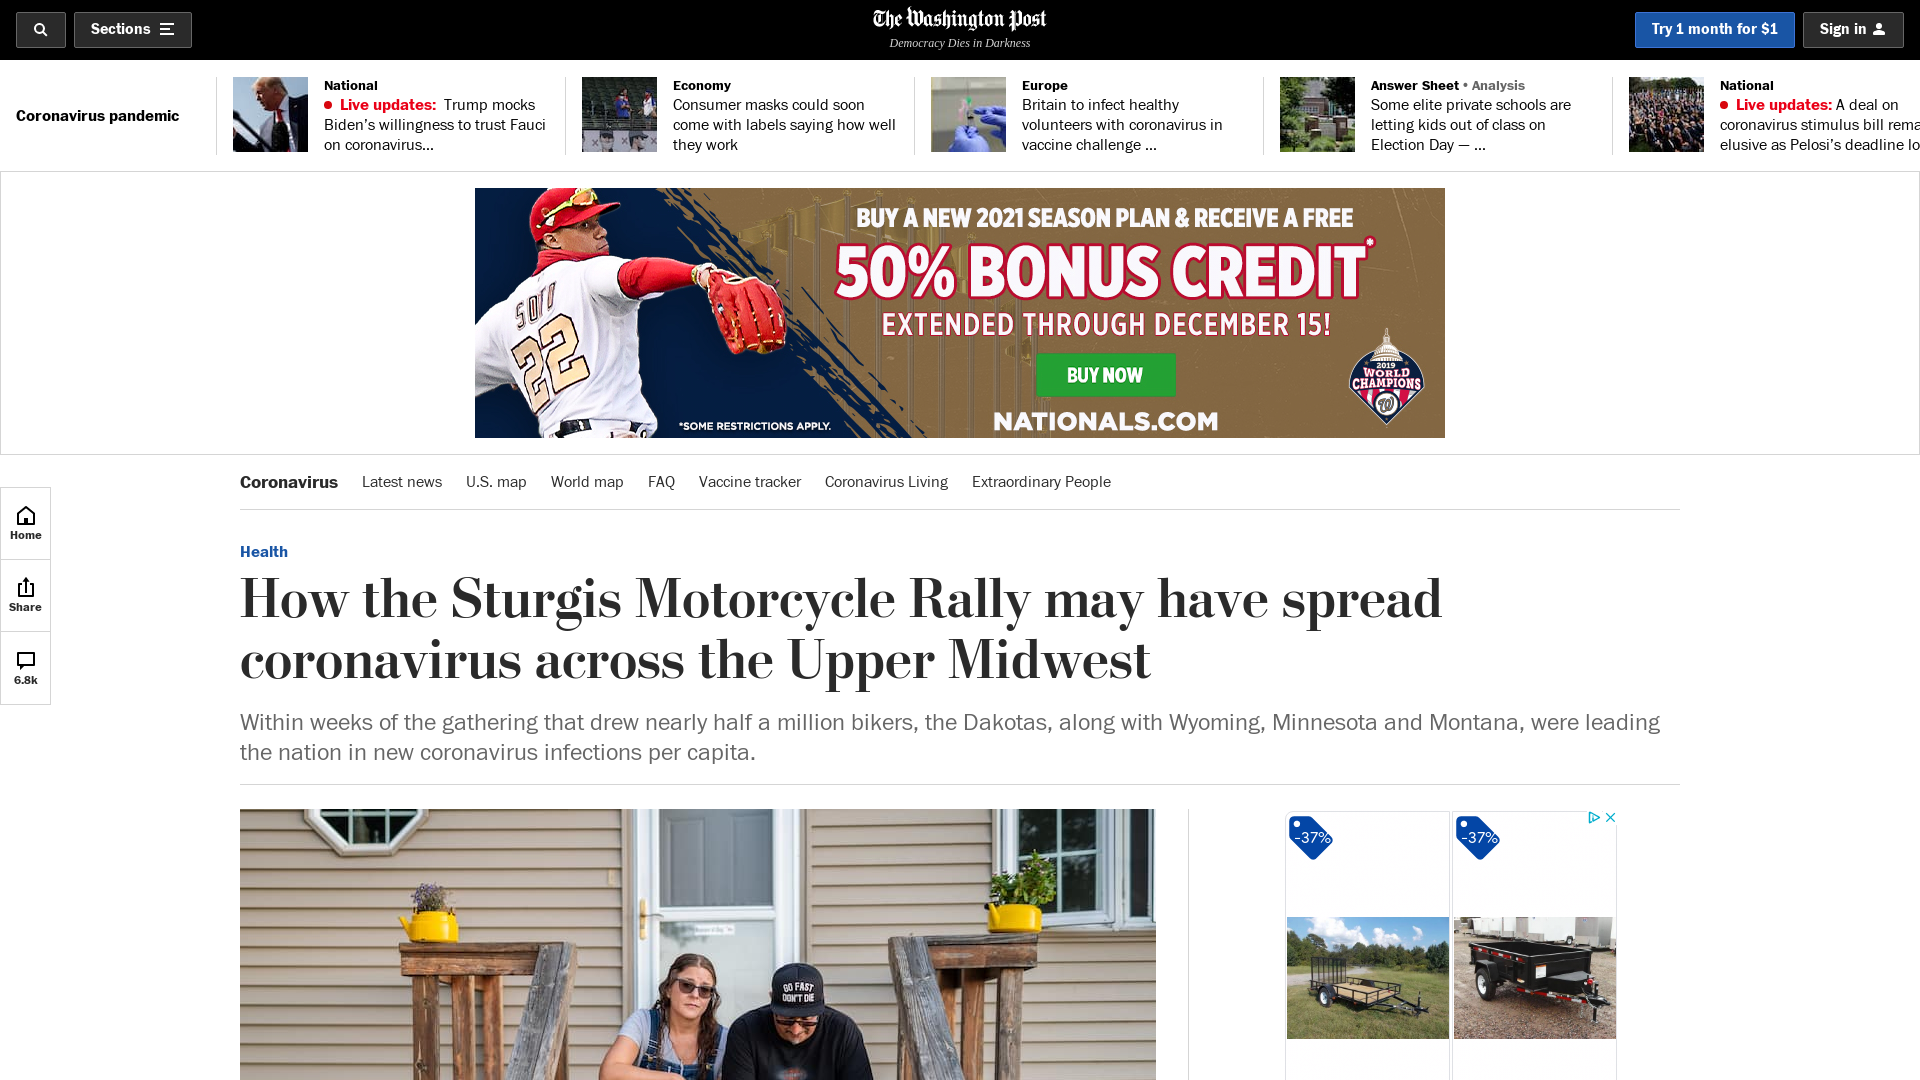 Sections
The Washington Post
Democracy Dies in Darkness
Try 1 month for $1
Sign in
Coronavirus pandemic
National
Live updates: Trump mocks
Biden’s willingness to trust Fauci
on coronavirus...
Economy
Consumer masks could soon
come with labels saying how well
they work
Europe
Britain to infect healthy
volunteers with coronavirus in
vaccine challenge ...
Answer Sheet • Analysis
Some elite private schools are
letting kids out of class on
Election Day — ...
National
Live updates: A deal on
coronavirus stimulus bill rema
elusive as Pelosi’s deadline lo
BUY A NEW 2021 SEASON PLAN & RECEIVE A FREE
50% BONUS CREDIT*
EXTENDED THROUGH DECEMBER 15!
BUY NOW
NATIONALS.COM
*SOME RESTRICTIONS APPLY.
SOTO
22
2019
WORLD
CHAMPIONS
W
Coronavirus
Latest news
U.S. map
World map
FAQ
Vaccine tracker
Coronavirus Living
Extraordinary People
Home
Share
6.8k
Health
How the Sturgis Motorcycle Rally may have spread
coronavirus across the Upper Midwest
Within weeks of the gathering that drew nearly half a million bikers, the Dakotas, along with Wyoming, Minnesota and Montana, were leading
the nation in new coronavirus infections per capita.
GO FAST
DON'T DIE
-37%
-37%